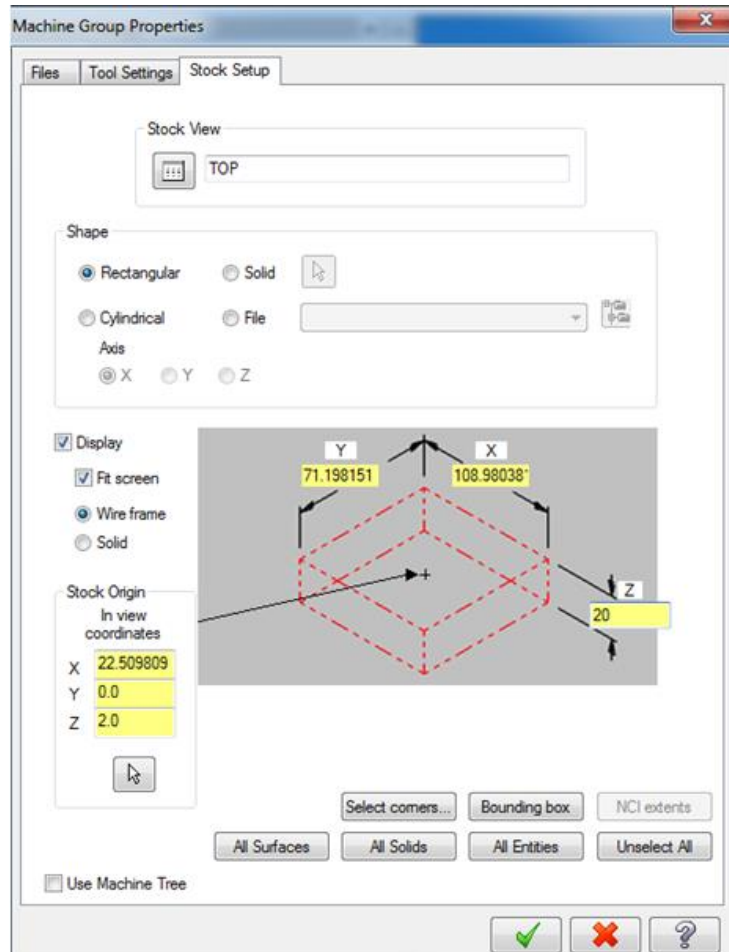 Machine Group Properties
Files Tool Settings Stock Setup
Stock View
TOP
Shape
Rectangular Solid
Cylindrical File
Axis
X Y Z
Display
Fit screen
Wire frame
Solid
Y X
71.198151 108.98038
Z
20
Stock Origin
In view
coordinates
X 22.509809
Y 0.0
Z 2.0
Select corners... Bounding box NCI extents
All Surfaces All Solids All Entities Unselect All
Use Machine Tree